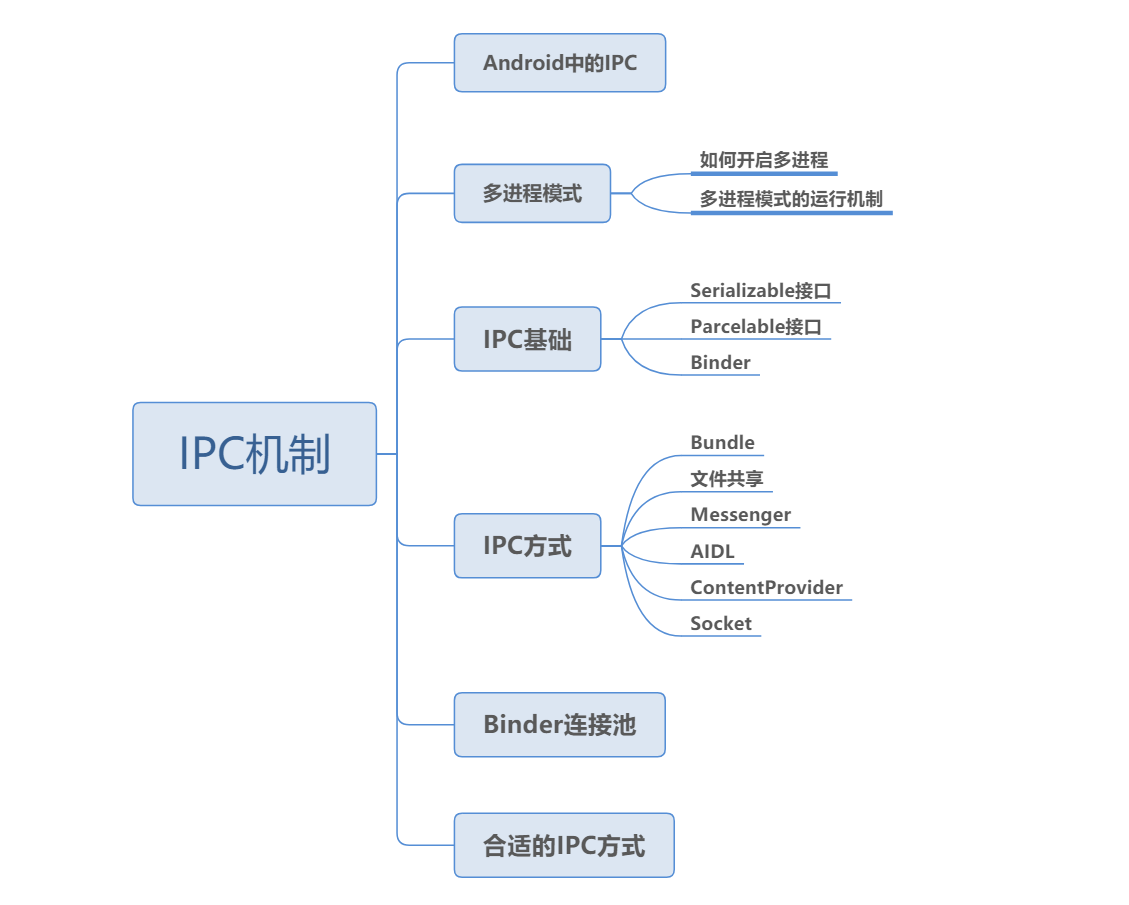 IPC机制
Android中的IPC
多进程模式
如何开启多进程
多进程模式的运行机制
IPC基础
Serializable接口
Parcelable接口
Binder
IPC方式
Bundle
文件共享
Messenger
AIDL
ContentProvider
Socket
Binder连接池
合适的IPC方式